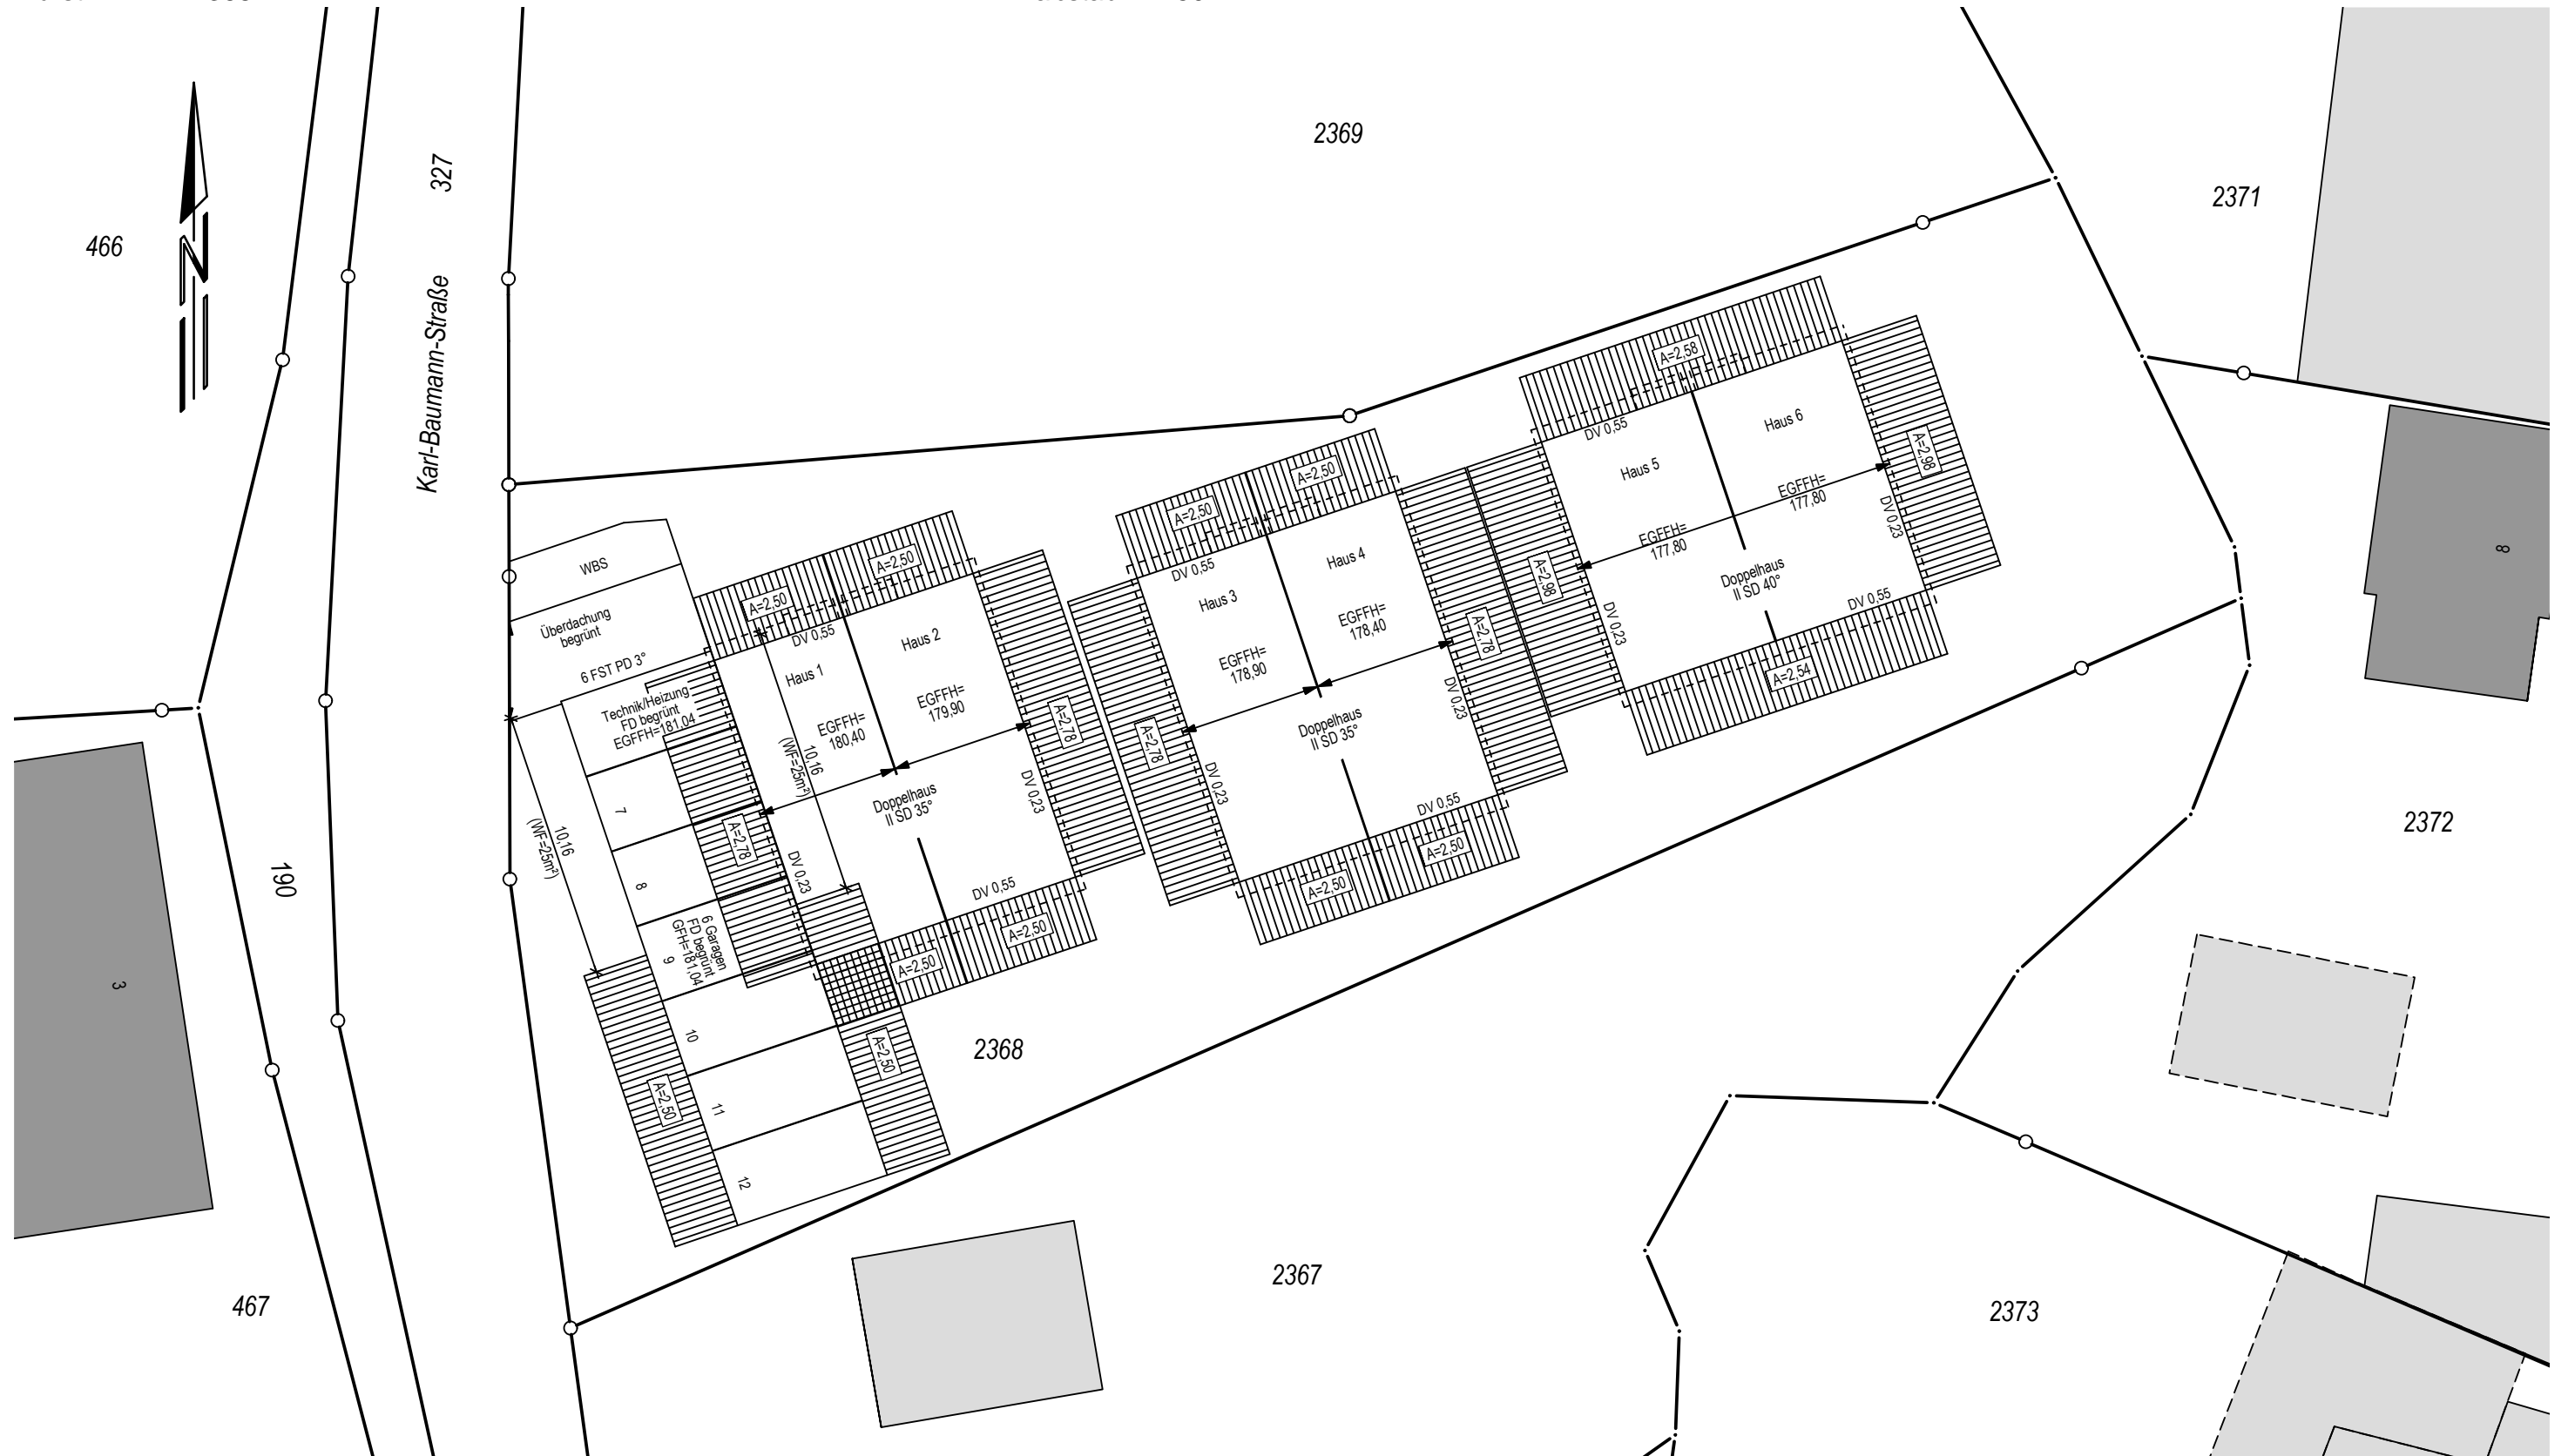 2369
327
2371
466
N
Karl-Baumann-Straße
A=2,58
Haus 6
DV 0,55
A=2,98
Haus 5
A=2,50
A=2,50
EGFFH=
177,80
DV 0,23
EGFFH=
177,80
8
Haus 4
DV 0,55
A=2,50
A=2,50
WBS
Doppelhaus
II SD 40°
A=2,98
Haus 3
DV 0,55
DV 0,23
Überdachung
begrünt
EGFFH=
178,40
A=2,78
DV 0,55
Haus 2
6 FST PD 3°
Haus 1
EGFFH=
178,90
A=2,54
Technik/Heizung
FD begrünt
EGFFH=181,04
EGFFH=
179,90
DV 0,23
EGFFH=
180,40
A=2,78
Doppelhaus
II SD 35°
A=2,78
10,16
(WF=25m²)
7
DV 0,23
DV 0,23
Doppelhaus
II SD 35°
DV 0,55
2372
10,16
(WF=25m²)
A=2,78
A=2,50
8
DV 0,23
DV 0,55
A=2,50
190
6 Garagen
FD begrünt
GFH=181,04
9
A=2,50
A=2,50
3
10
A=2,50
2368
11
A=2,50
12
2367
467
2373